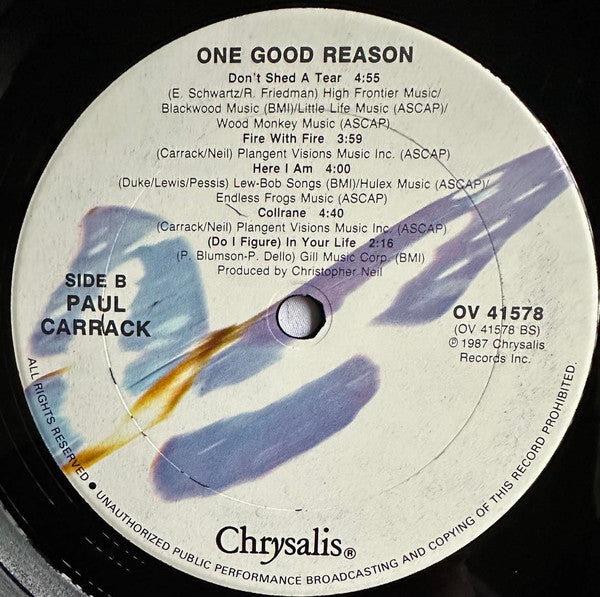 ONE GOOD REASON
Don't Shed A Tear 4:55
(E. Schwartz/R. Friedman) High Frontier Music/
Blackwood Music (BMI)/Little Life Music (ASCAP)/
Wood Monkey Music (ASCAP)
Fire With Fire 3:59
(Carrack/Neil) Plangent Visions Music Inc. (ASCAP)
Here I Am 4:00
(Duke/Lewis/Pessis) Lew-Bob Songs (BMI)/Hulex Music (ASCAP)/
Endless Frogs Music (ASCAP)
Collrane 4:40
(Carrack/Neil) Plangent Visions Music Inc. (ASCAP)
(Do I Figure) In Your Life 2:16
(P. Blumson-P. Dello) Gill Music Corp. (BMI)
Produced by Christopher Neil
SIDE B
PAUL
CARRACK
OV 41578
(OV 41578 BS)
℗ 1987 Chrysalis
Records Inc.
Chrysalis®
ALL RIGHTS RESERVED • UNAUTHORIZED PUBLIC PERFORMANCE BROADCASTING AND COPYING OF THIS RECORD PROHIBITED.